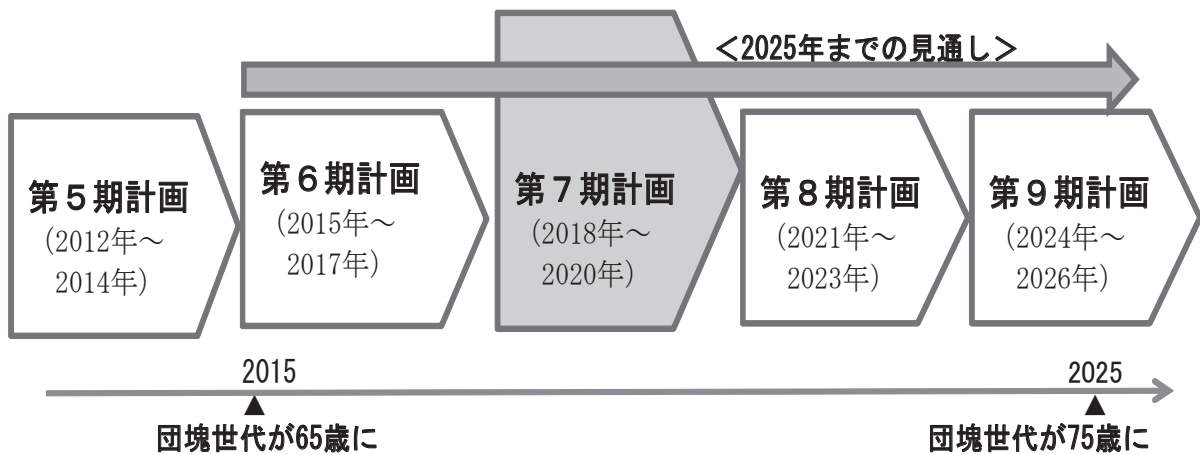 ＜2025年までの見通し＞
第５期計画
（2012年～
2014年）
第６期計画
（2015年～
2017年）
第７期計画
（2018年～
2020年）
第８期計画
（2021年～
2023年）
第９期計画
（2024年～
2026年）
2015
団塊世代が65歳に
2025
団塊世代が75歳に